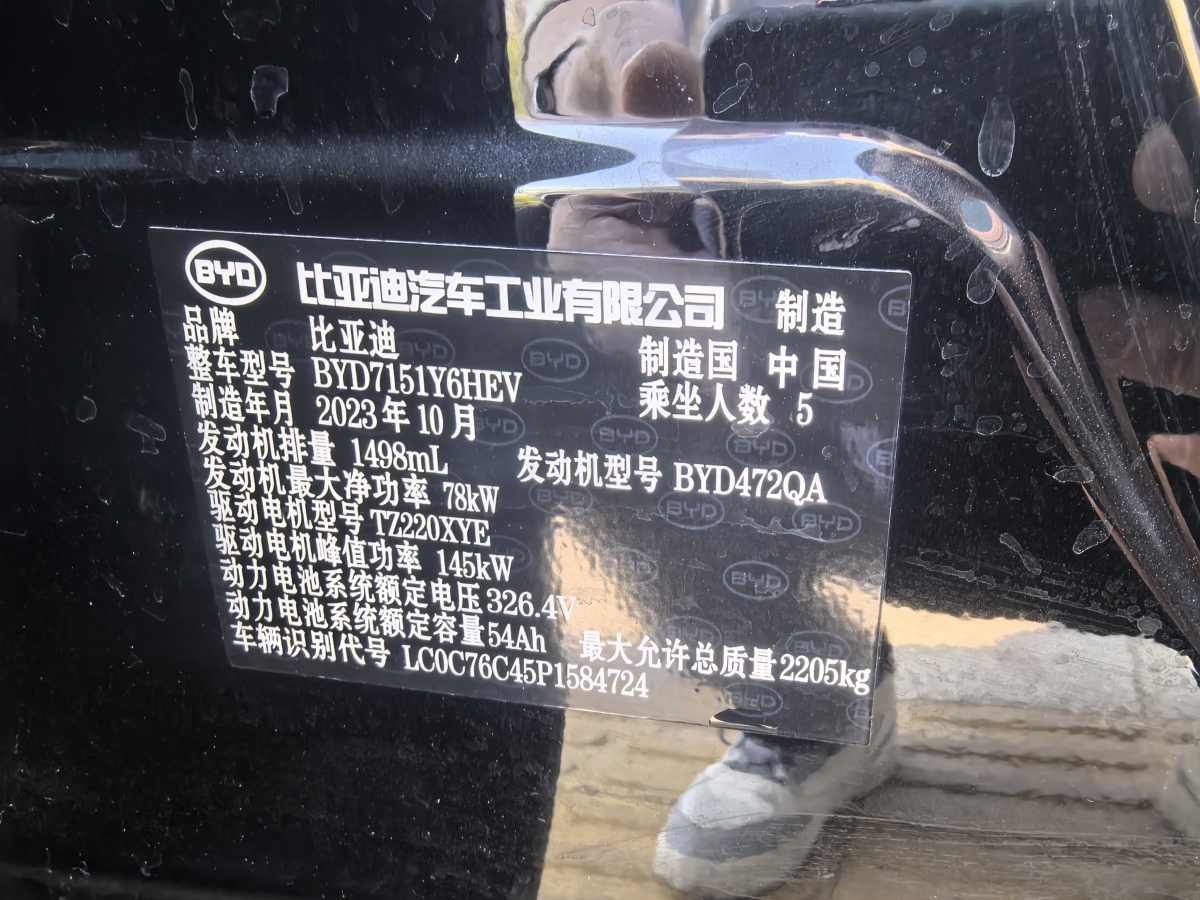 BYD 比亚迪汽车工业有限公司 制造
品牌 比亚迪 制造国 中国
整车型号 BYD7151Y6HEV 乘坐人数 5
制造年月 2023年10月
发动机排量 1498mL 发动机型号 BYD472QA
发动机最大净功率 78kW
驱动电机型号 TZ220XYE
驱动电机峰值功率 145kW
动力电池系统额定电压 326.4V
动力电池系统额定容量 54Ah 最大允许总质量 2205kg
车辆识别代号 LC0C76C45P1584724